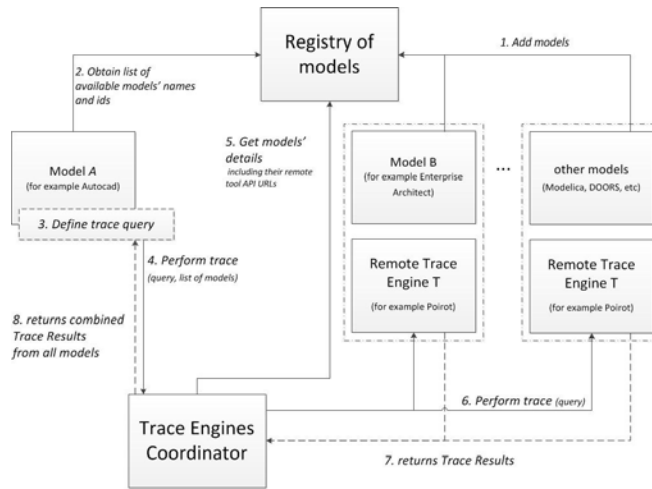 Registry of
models
1. Add models
2. Obtain list of
available models' names
and ids
5. Get models'
details
including their remote
tool API URLs
Model A
(for example Autocad)
3. Define trace query
Model B
(for example Enterprise
Architect)
...
other models
(Modelica, DOORS, etc)
4. Perform trace
(query, list of models)
Remote Trace
Engine T
(for example Poirot)
Remote Trace
Engine T
(for example Poirot)
8. returns combined
Trace Results
from all models
Trace Engines
Coordinator
6. Perform trace (query)
7. returns Trace Results